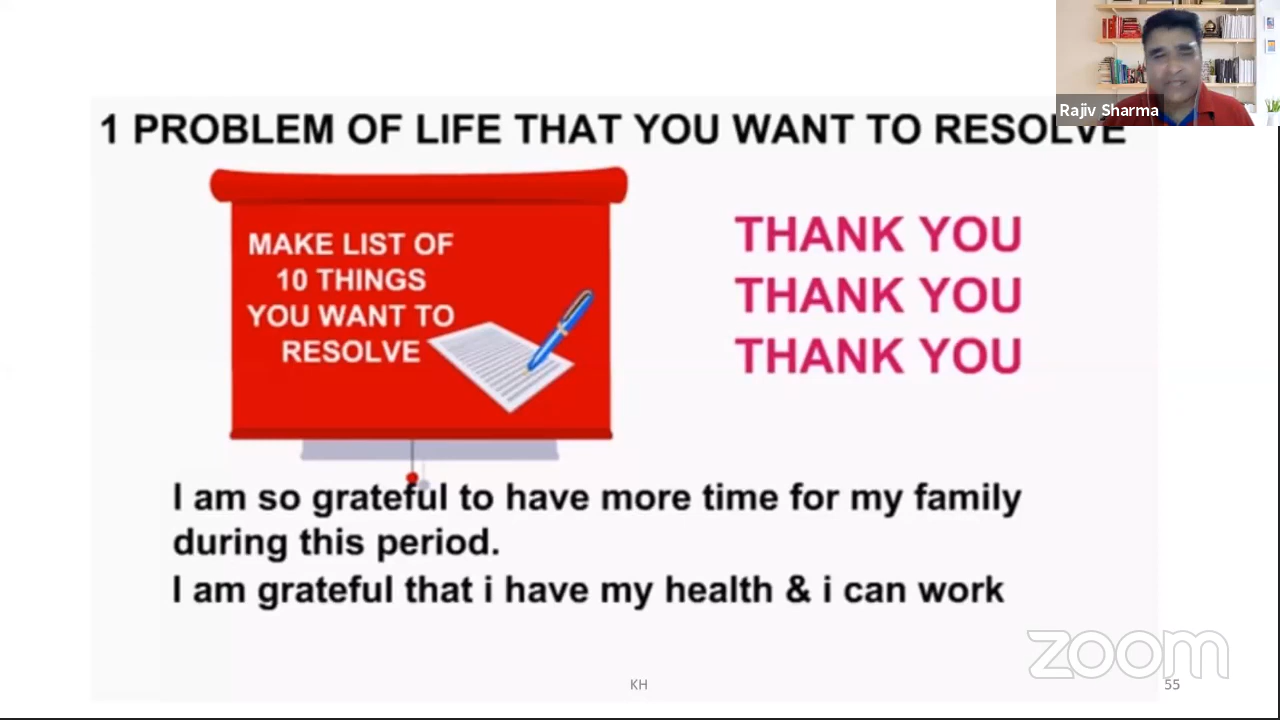 Rajiv Sharma
1 PROBLEM OF LIFE THAT YOU WANT TO RESOLVE
MAKE LIST OF
10 THINGS
YOU WANT TO
RESOLVE
THANK YOU
THANK YOU
THANK YOU
I am so grateful to have more time for my family
during this period.
I am grateful that i have my health & i can work
zoom
KH
55